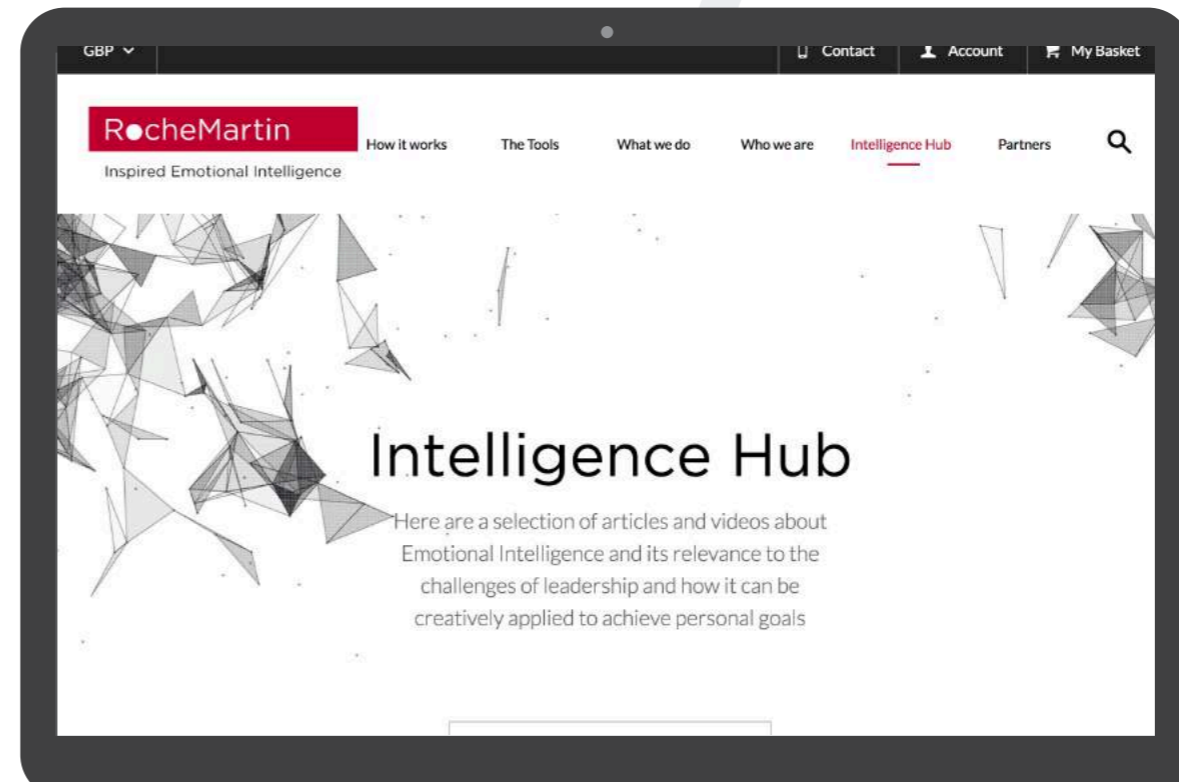 GBP
Contact
Account
My Basket
RocheMartin
Inspired Emotional Intelligence
How it works
The Tools
What we do
Who we are
Intelligence Hub
Partners
Intelligence Hub
Here are a selection of articles and videos about
Emotional Intelligence and its relevance to the
challenges of leadership and how it can be
creatively applied to achieve personal goals